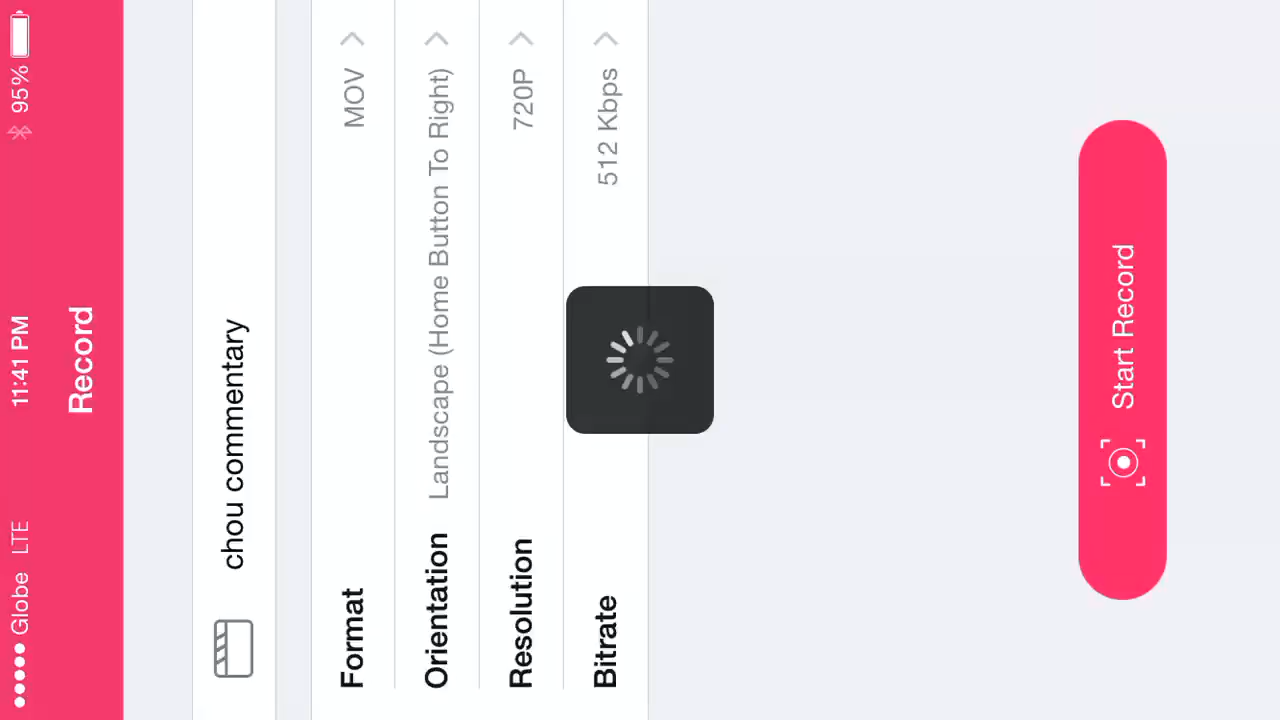 ●●●●● Globe LTE 11:41 PM 95%
Record
chou commentary
Format MOV
Orientation Landscape (Home Button To Right)
Resolution 720P
Bitrate 512 Kbps
Start Record